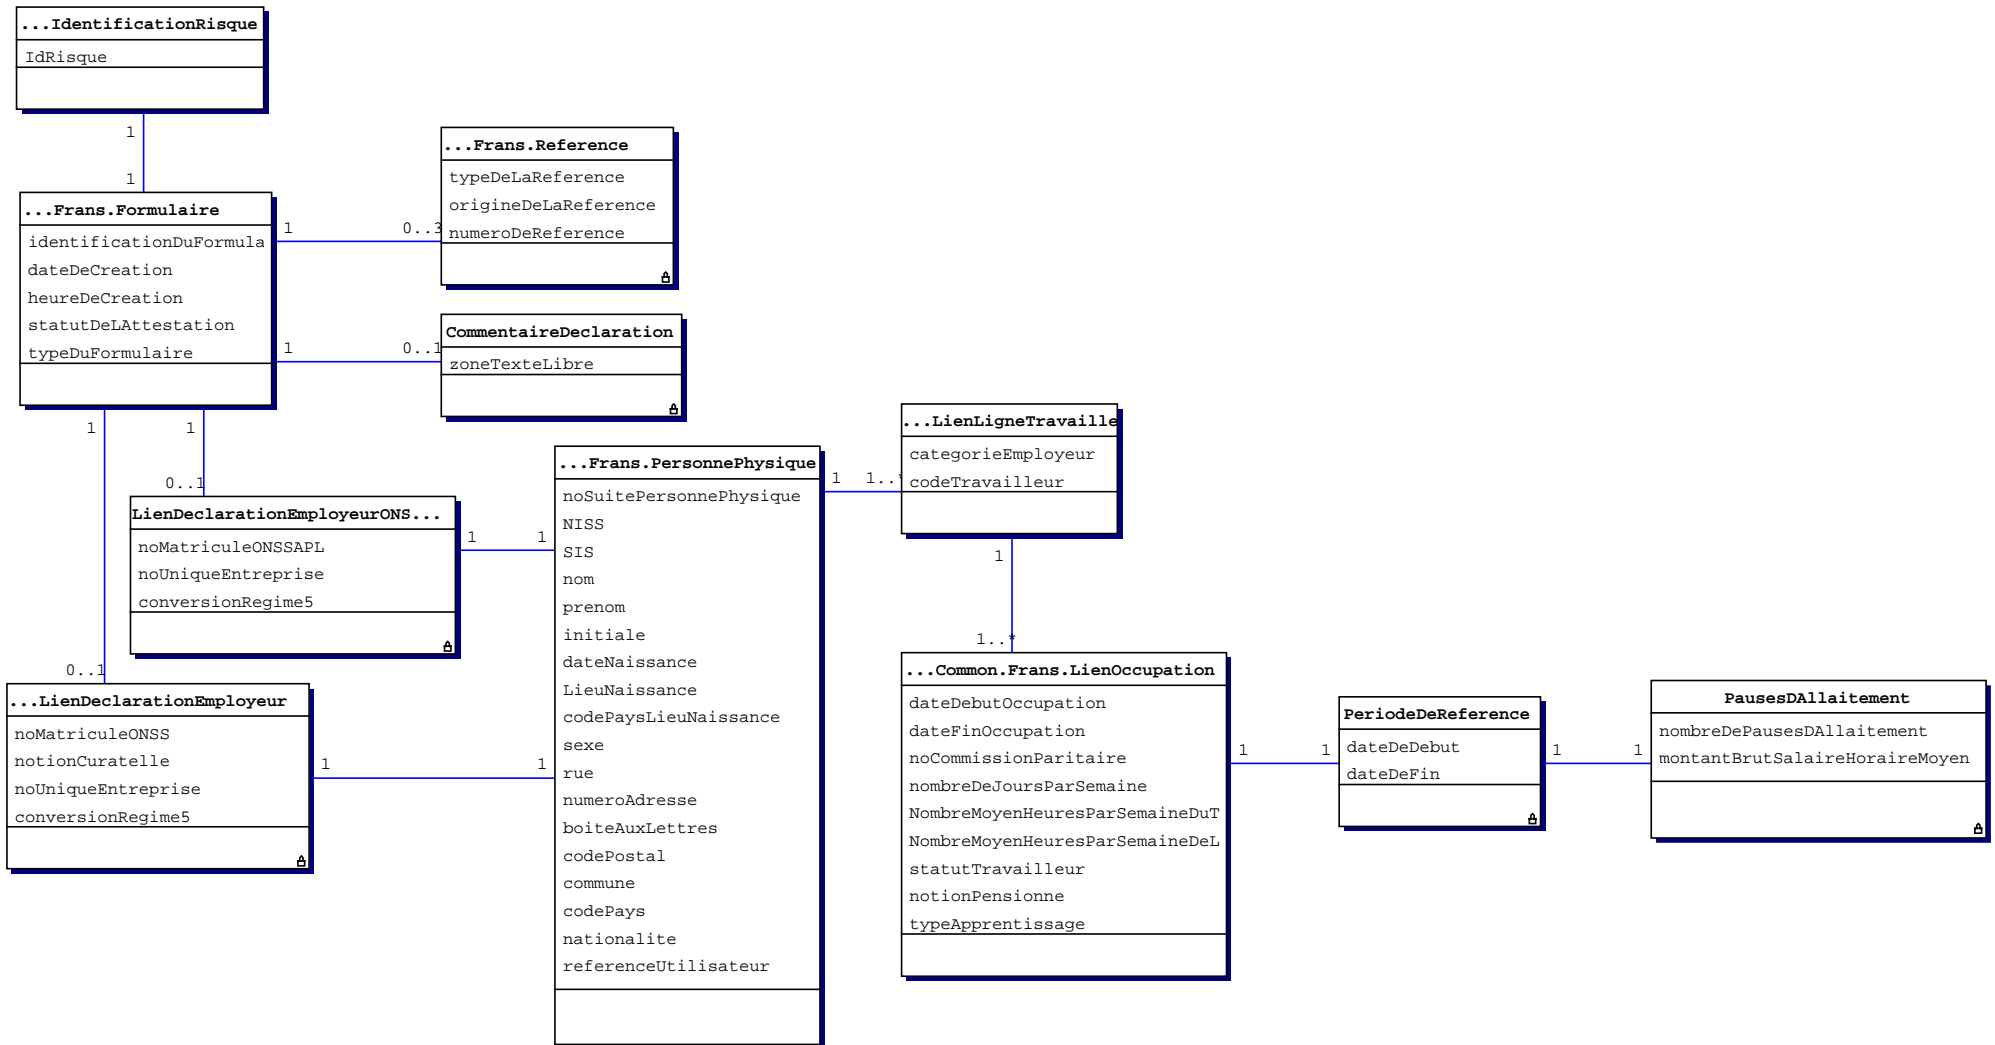 ...IdentificationRisque
IdRisque
1
1
...Frans.Formulaire
identificationDuFormula
dateDeCreation
heureDeCreation
statutDeLAttestation
typeDuFormulaire
1
0..3
...Frans.Reference
typeDeLaReference
origineDeLaReference
numeroDeReference
1
0..1
CommentaireDeclaration
zoneTexteLibre
1
1
0..1
LienDeclarationEmployeurONS...
noMatriculeONSSAPL
noUniqueEntreprise
conversionRegime5
1
1
0..1
...LienDeclarationEmployeur
noMatriculeONSS
notionCuratelle
noUniqueEntreprise
conversionRegime5
1
1
...Frans.PersonnePhysique
noSuitePersonnePhysique
NISS
SIS
nom
prenom
initiale
dateNaissance
LieuNaissance
codePaysLieuNaissance
sexe
rue
numeroAdresse
boiteAuxLettres
codePostal
commune
codePays
nationalite
referenceUtilisateur
1
1..*
...LienLigneTravaille
categorieEmployeur
codeTravailleur
1
1..*
...Common.Frans.LienOccupation
dateDebutOccupation
dateFinOccupation
noCommissionParitaire
nombreDeJoursParSemaine
NombreMoyenHeuresParSemaineDuT
NombreMoyenHeuresParSemaineDeL
statutTravailleur
notionPensionne
typeApprentissage
1
1
PeriodeDeReference
dateDeDebut
dateDeFin
1
1
PausesDAllaitement
nombreDePausesDAllaitement
montantBrutSalaireHoraireMoyen